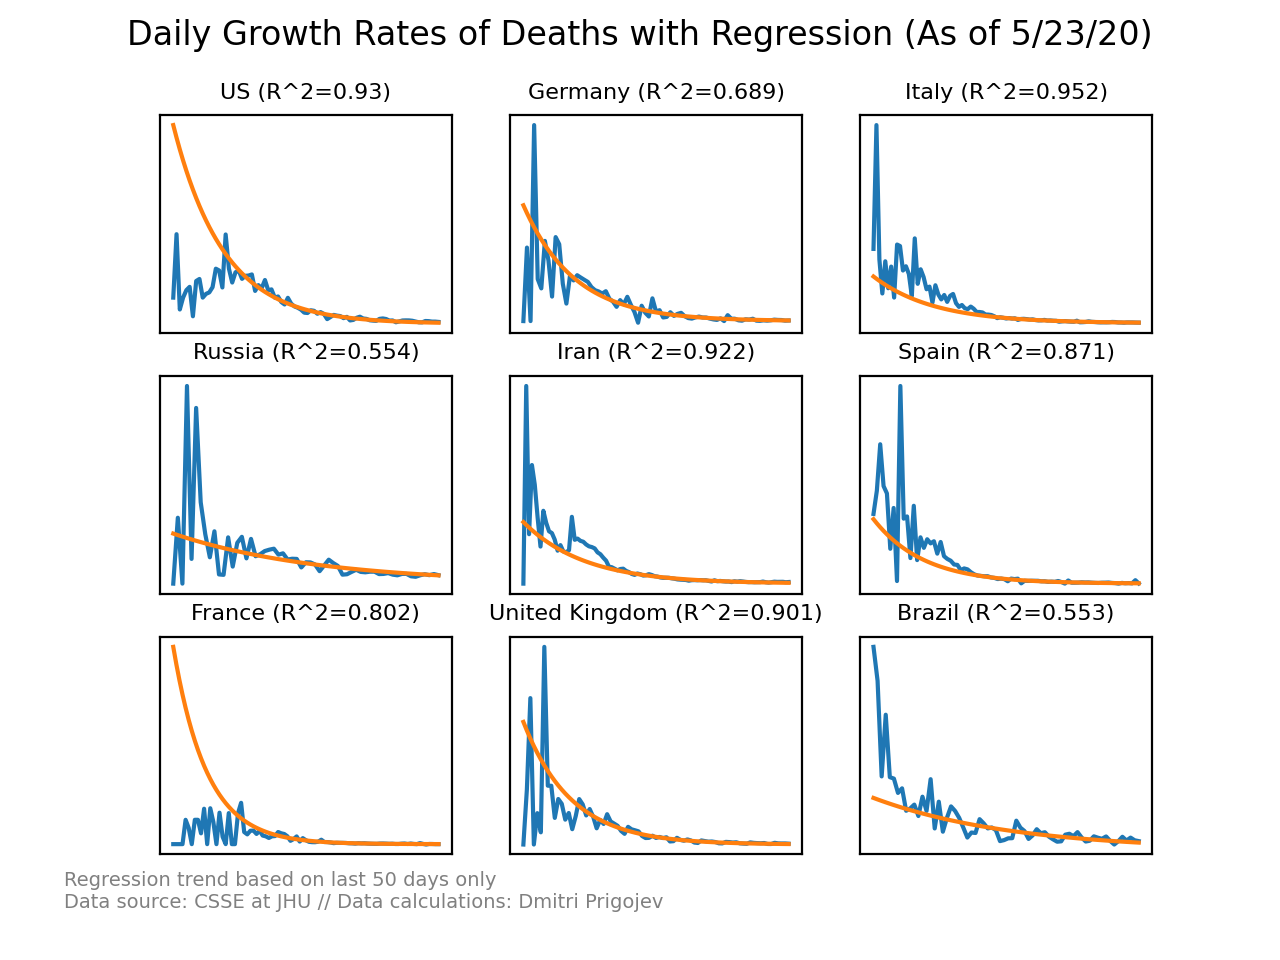 Daily Growth Rates of Deaths with Regression (As of 5/23/20)
US (R^2=0.93)
Germany (R^2=0.689)
Italy (R^2=0.952)
Russia (R^2=0.554)
Iran (R^2=0.922)
Spain (R^2=0.871)
France (R^2=0.802)
United Kingdom (R^2=0.901)
Brazil (R^2=0.553)
Regression trend based on last 50 days only
Data source: CSSE at JHU // Data calculations: Dmitri Prigojev